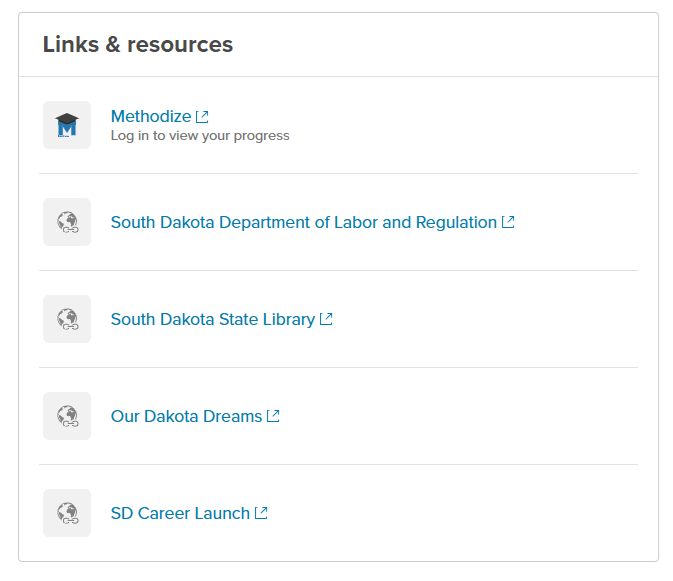 Links & resources
Methodize
Log in to view your progress
South Dakota Department of Labor and Regulation
South Dakota State Library
Our Dakota Dreams
SD Career Launch